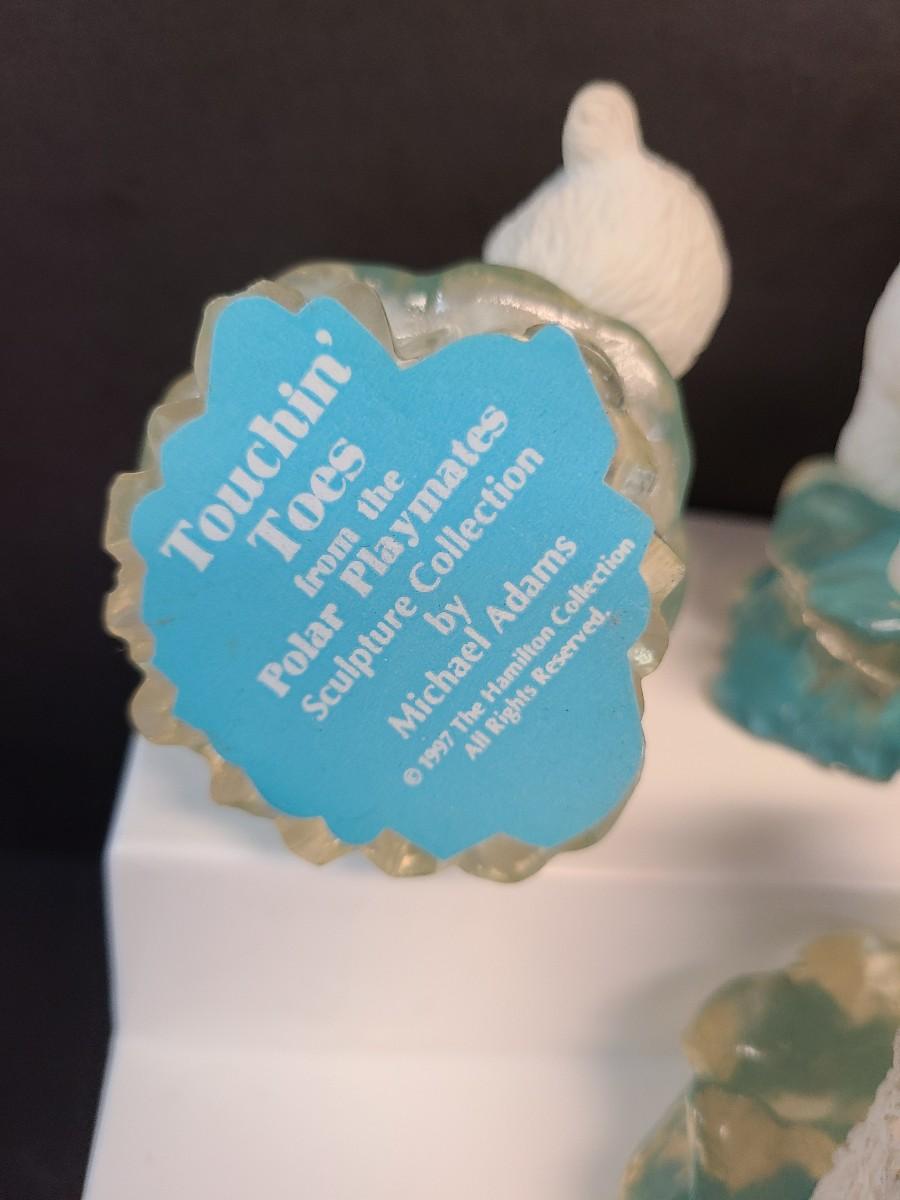 Touchin'
Toes
from the
Polar Playmates
Sculpture Collection
by
Michael Adams
© 1997 The Hamilton Collection
All Rights Reserved.